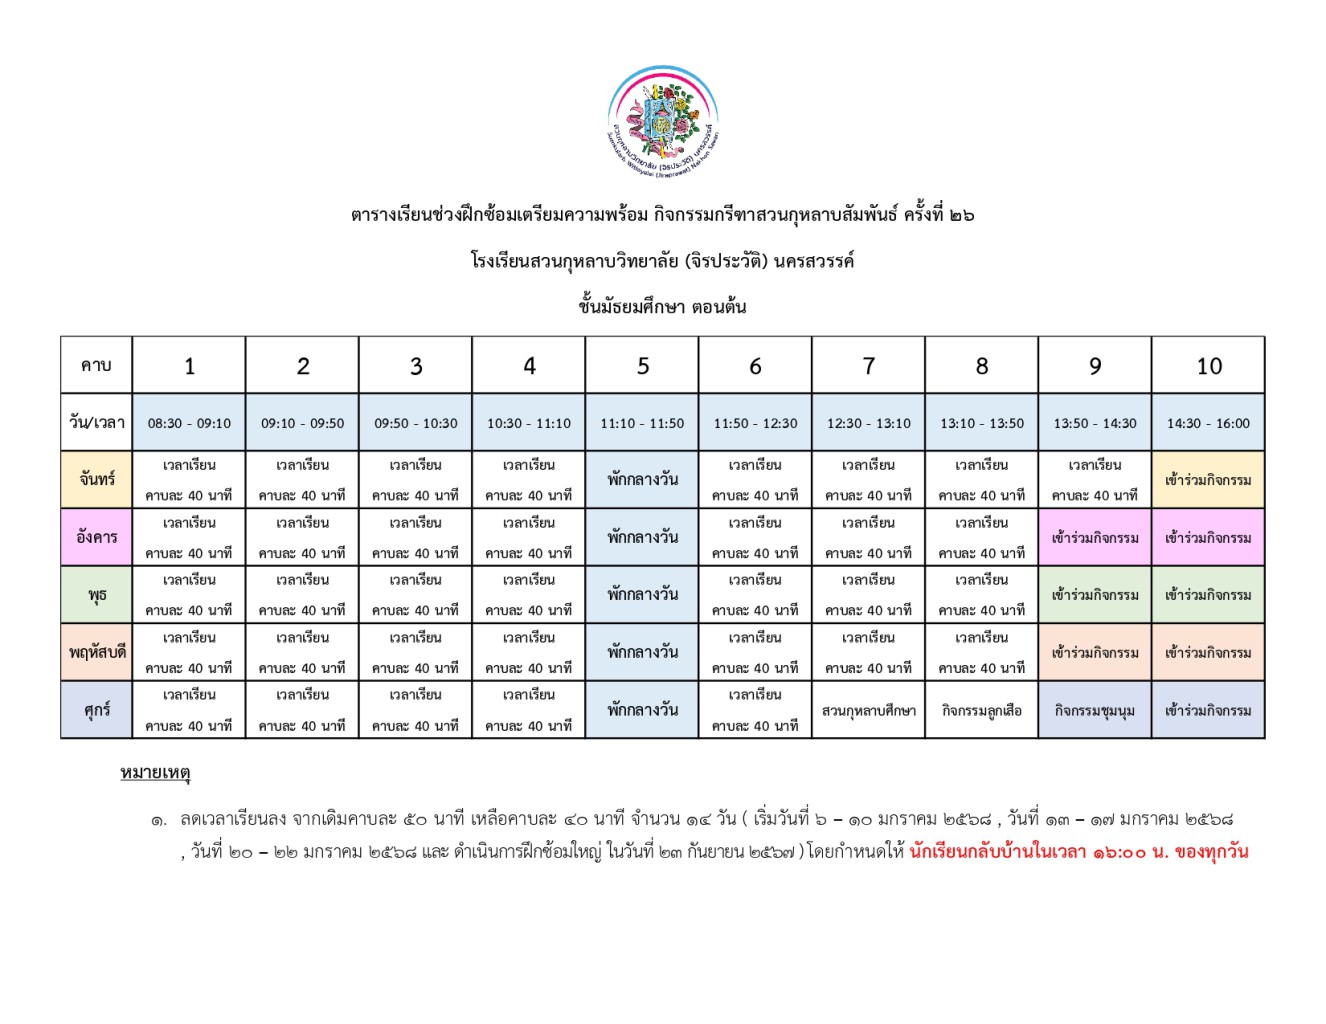 สวนกุหลาบวิทยาลัย (จิรประวัติ) นครสวรรค์
Suankularb Wittayalai (Jiraprawat) Nakhon Sawan
ตารางเรียนช่วงฝึกซ้อมเตรียมความพร้อม กิจกรรมกรีฑาสวนกุหลาบสัมพันธ์ ครั้งที่ ๒๖
โรงเรียนสวนกุหลาบวิทยาลัย (จิรประวัติ) นครสวรรค์
ชั้นมัธยมศึกษา ตอนต้น
คาบ 1 2 3 4 5 6 7 8 9 10
วัน/เวลา 08:30 - 09:10 09:10 - 09:50 09:50 - 10:30 10:30 - 11:10 11:10 - 11:50 11:50 - 12:30 12:30 - 13:10 13:10 - 13:50 13:50 - 14:30 14:30 - 16:00
เวลาเรียน เวลาเรียน เวลาเรียน เวลาเรียน เวลาเรียน เวลาเรียน เวลาเรียน เวลาเรียน
จันทร์ พักกลางวัน เข้าร่วมกิจกรรม
คาบละ 40 นาที คาบละ 40 นาที คาบละ 40 นาที คาบละ 40 นาที คาบละ 40 นาที คาบละ 40 นาที คาบละ 40 นาที คาบละ 40 นาที
เวลาเรียน เวลาเรียน เวลาเรียน เวลาเรียน เวลาเรียน เวลาเรียน เวลาเรียน
อังคาร พักกลางวัน เข้าร่วมกิจกรรม เข้าร่วมกิจกรรม
คาบละ 40 นาที คาบละ 40 นาที คาบละ 40 นาที คาบละ 40 นาที คาบละ 40 นาที คาบละ 40 นาที คาบละ 40 นาที
เวลาเรียน เวลาเรียน เวลาเรียน เวลาเรียน เวลาเรียน เวลาเรียน เวลาเรียน
พุธ พักกลางวัน เข้าร่วมกิจกรรม เข้าร่วมกิจกรรม
คาบละ 40 นาที คาบละ 40 นาที คาบละ 40 นาที คาบละ 40 นาที คาบละ 40 นาที คาบละ 40 นาที คาบละ 40 นาที
เวลาเรียน เวลาเรียน เวลาเรียน เวลาเรียน เวลาเรียน เวลาเรียน เวลาเรียน
พฤหัสบดี พักกลางวัน เข้าร่วมกิจกรรม เข้าร่วมกิจกรรม
คาบละ 40 นาที คาบละ 40 นาที คาบละ 40 นาที คาบละ 40 นาที คาบละ 40 นาที คาบละ 40 นาที คาบละ 40 นาที
เวลาเรียน เวลาเรียน เวลาเรียน เวลาเรียน เวลาเรียน
ศุกร์ พักกลางวัน สวนกุหลาบศึกษา กิจกรรมลูกเสือ กิจกรรมชุมนุม เข้าร่วมกิจกรรม
คาบละ 40 นาที คาบละ 40 นาที คาบละ 40 นาที คาบละ 40 นาที คาบละ 40 นาที
หมายเหตุ
๑. ลดเวลาเรียนลง จากเดิมคาบละ ๕๐ นาที เหลือคาบละ ๔๐ นาที จำนวน ๑๔ วัน ( เริ่มวันที่ ๖ – ๑๐ มกราคม ๒๕๖๘ , วันที่ ๑๓ – ๑๗ มกราคม ๒๕๖๘
, วันที่ ๒๐ – ๒๒ มกราคม ๒๕๖๘ และ ดำเนินการฝึกซ้อมใหญ่ ในวันที่ ๒๓ กันยายน ๒๕๖๗ ) โดยกำหนดให้ นักเรียนกลับบ้านในเวลา ๑๖:๐๐ น. ของทุกวัน